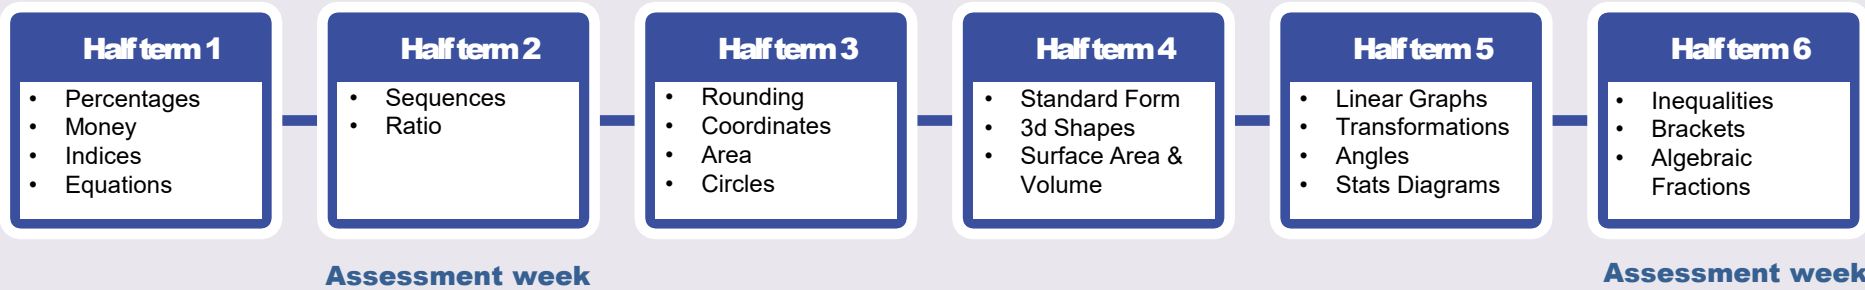 Half term 1
• Percentages
• Money
• Indices
• Equations
Half term 2
• Sequences
• Ratio
Half term 3
• Rounding
• Coordinates
• Area
• Circles
Half term 4
• Standard Form
• 3d Shapes
• Surface Area &
Volume
Half term 5
• Linear Graphs
• Transformations
• Angles
• Stats Diagrams
Half term 6
• Inequalities
• Brackets
• Algebraic
Fractions
Assessment week
Assessment week